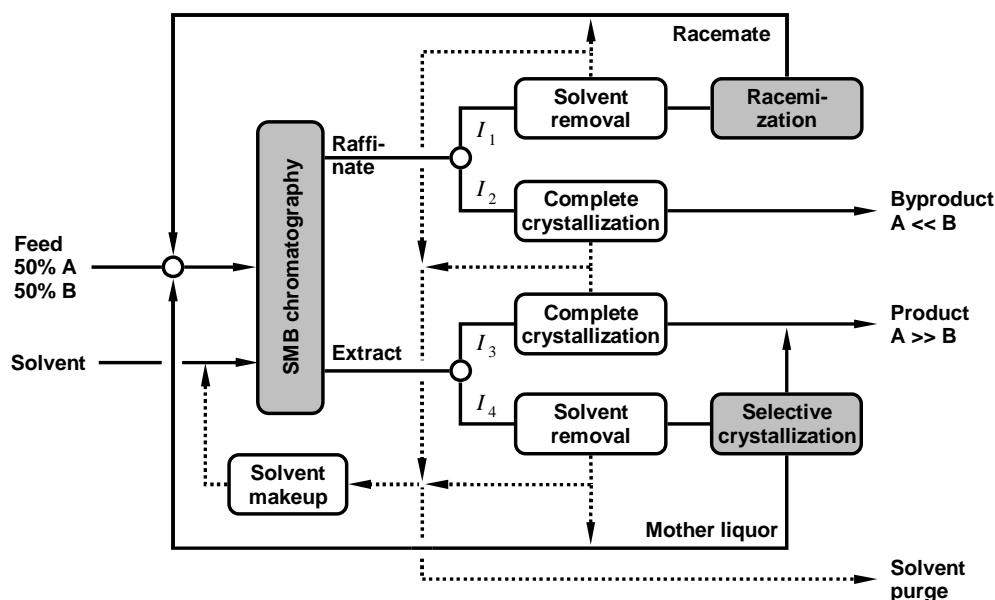 Racemate
Solvent
removal
Racemi-
zation
Raffi-
nate
I1
I2
Complete
crystallization
Byproduct
A << B
Feed
50% A
50% B
SMB chromatography
Complete
crystallization
Product
A >> B
Solvent
Extract
I3
I4
Solvent
removal
Selective
crystallization
Solvent
makeup
Mother liquor
Solvent
purge